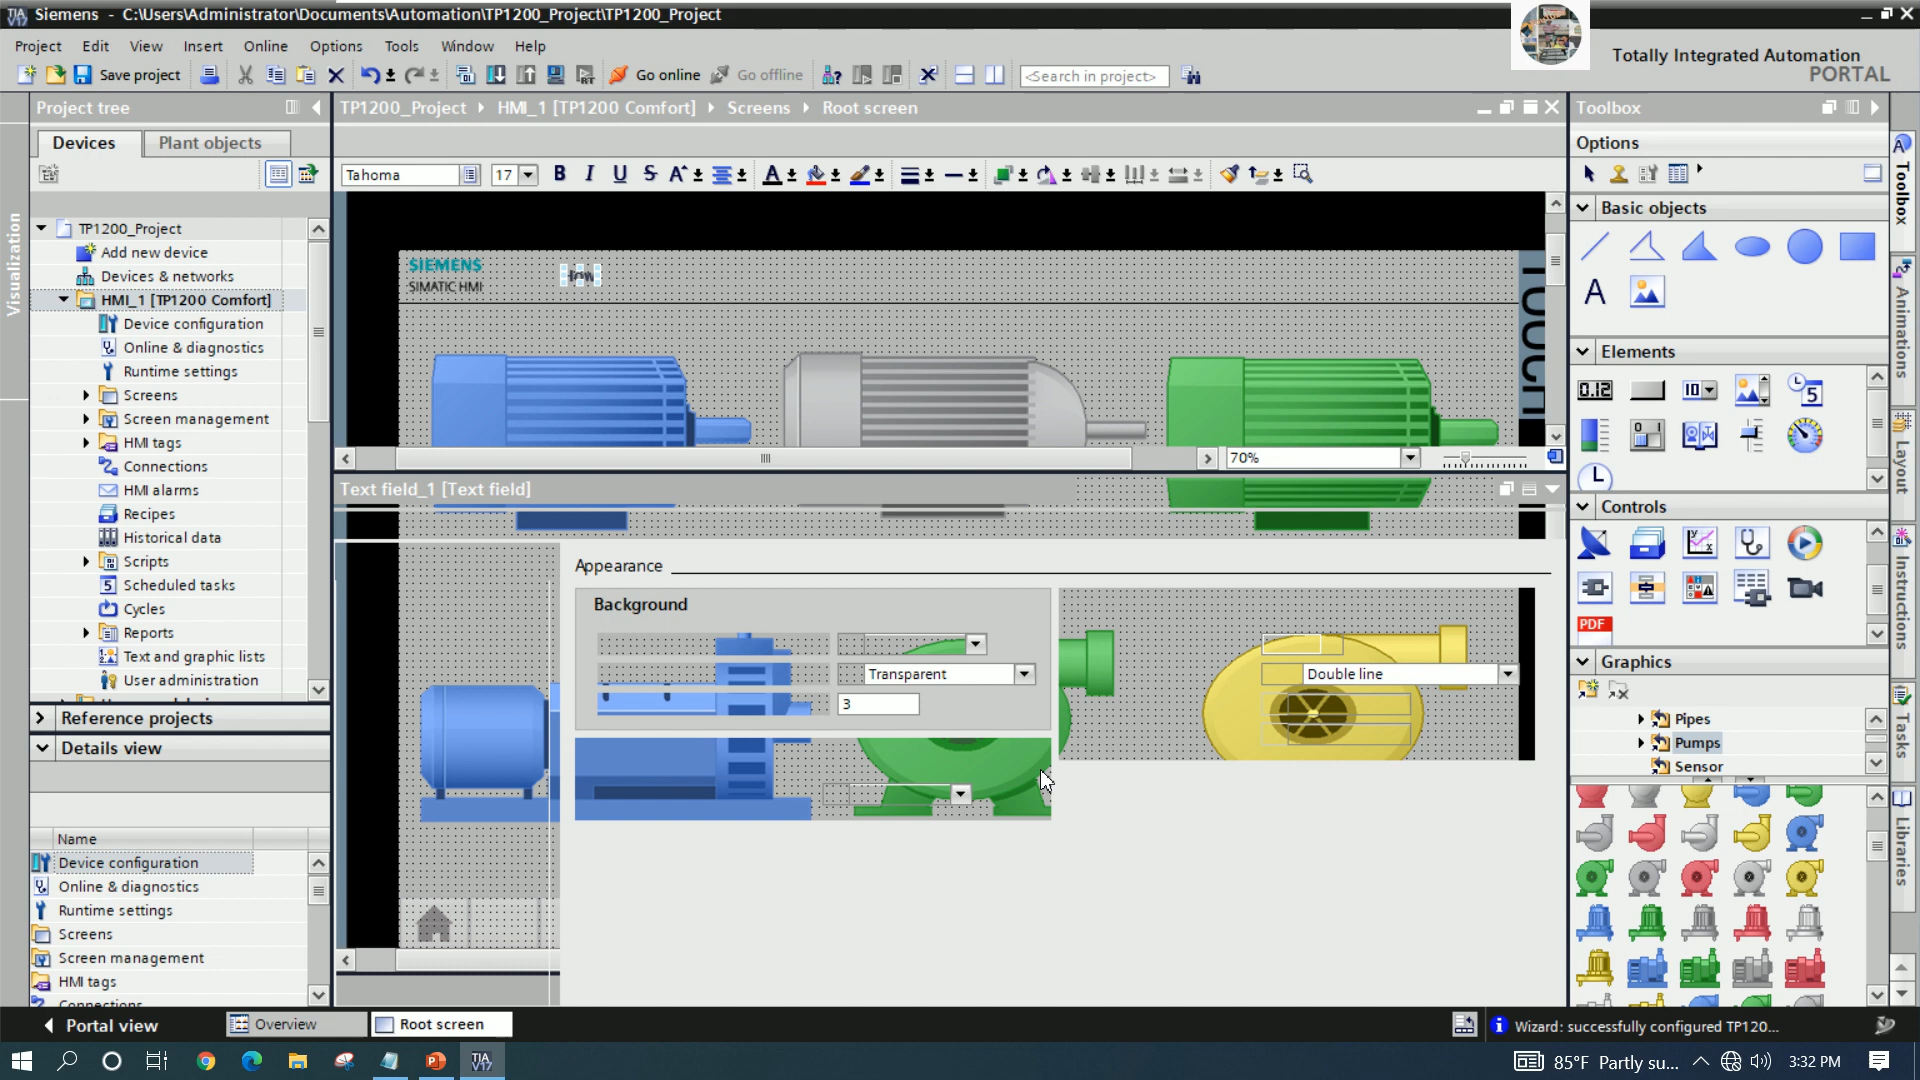 Siemens - C:\Users\Administrator\Documents\Automation\TP1200_Project\TP1200_Project
Project Edit View Insert Online Options Tools Window Help
Totally Integrated Automation
PORTAL
Save project
Go online
Go offline
<Search in project>
Project tree
Devices
Plant objects
Visualization
TP1200_Project
Add new device
Devices & networks
HMI_1 [TP1200 Comfort]
Device configuration
Online & diagnostics
Runtime settings
Screens
Screen management
HMI tags
Connections
HMI alarms
Recipes
Historical data
Scripts
Scheduled tasks
Cycles
Reports
Text and graphic lists
User administration
Reference projects
Details view
Name
Device configuration
Online & diagnostics
Runtime settings
Screens
Screen management
HMI tags
Connections
TP1200_Project HMI_1 [TP1200 Comfort] Screens Root screen
Tahoma
17
SIEMENS
SIMATIC HMI
TOUCH
70%
Text field_1 [Text field]
Appearance
Background
Transparent
3
Double line
Toolbox
Options
Basic objects
Elements
0.12
10
5
Controls
PDF
Graphics
Pipes
Pumps
Sensor
Toolbox
Animations
Layout
Instructions
Tasks
Libraries
Portal view
Overview
Root screen
Wizard: successfully configured TP120...
85°F Partly su...
3:32 PM